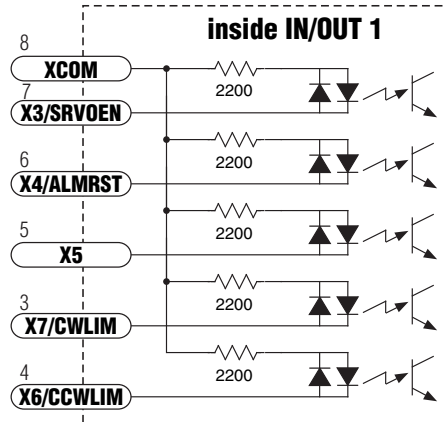 inside IN/OUT 1
8
XCOM
2200
7
X3/SRVOEN
2200
6
X4/ALMRST
2200
5
X5
2200
3
X7/CWLIM
2200
4
X6/CCWLIM